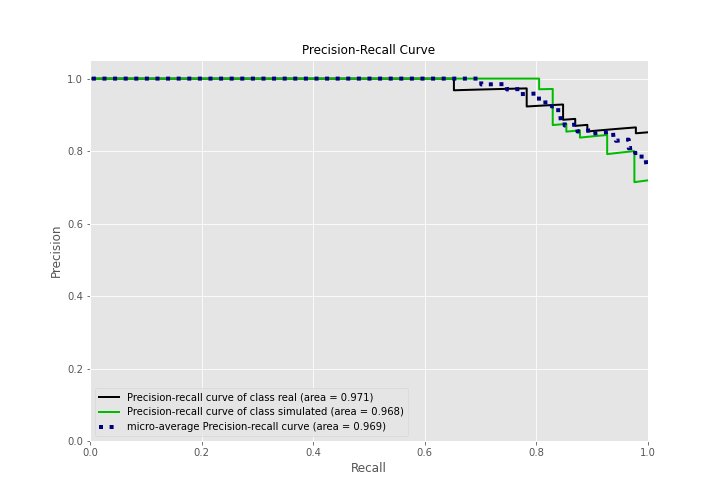 Precision-Recall Curve
1.0
0.8
0.6
0.4
0.2
0.0
Precision
Precision-recall curve of class real (area = 0.971)
Precision-recall curve of class simulated (area = 0.968)
micro-average Precision-recall curve (area = 0.969)
0.0 0.2 0.4 0.6 0.8 1.0
Recall